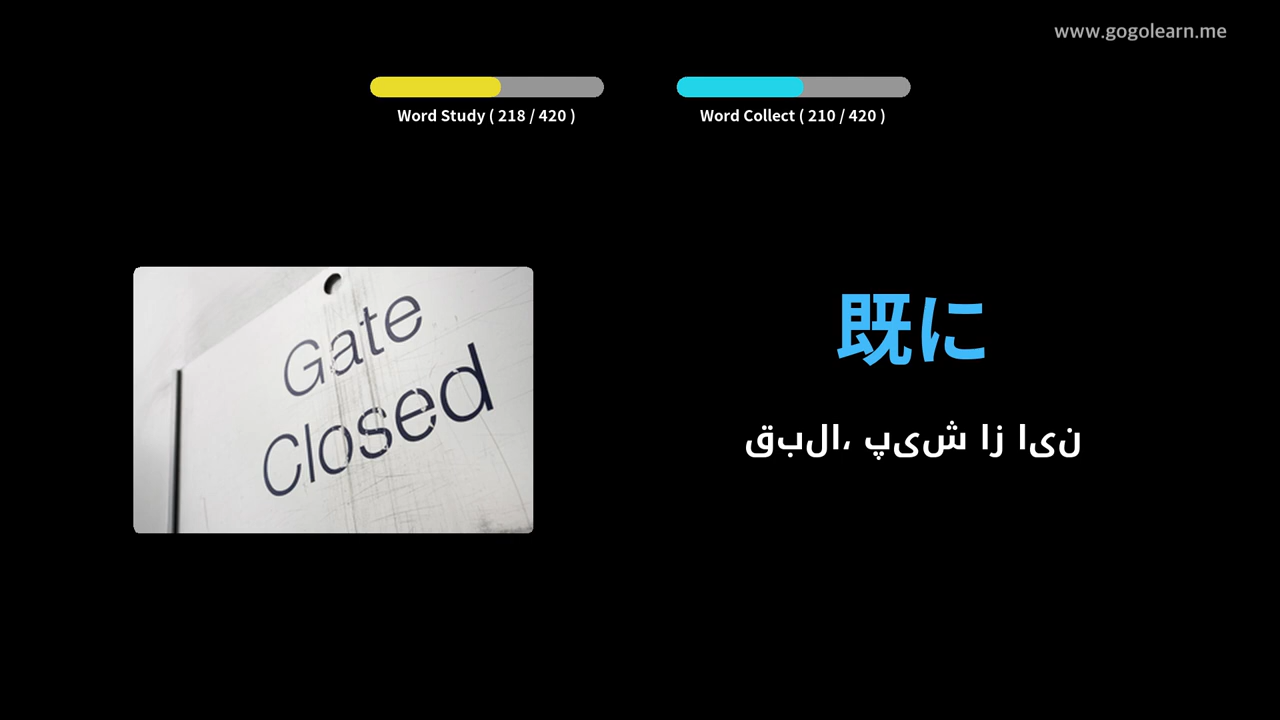 www.gogolearn.me
Word Study ( 218 / 420 )
Word Collect ( 210 / 420 )
Gate
Closed
既に
قبلا، پیش از این